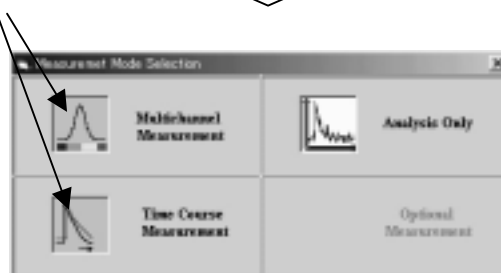 Measuremet Mode Selection
Multichannel
Measurement
Analysis Only
Time Course
Measurement
Optional
Measurement